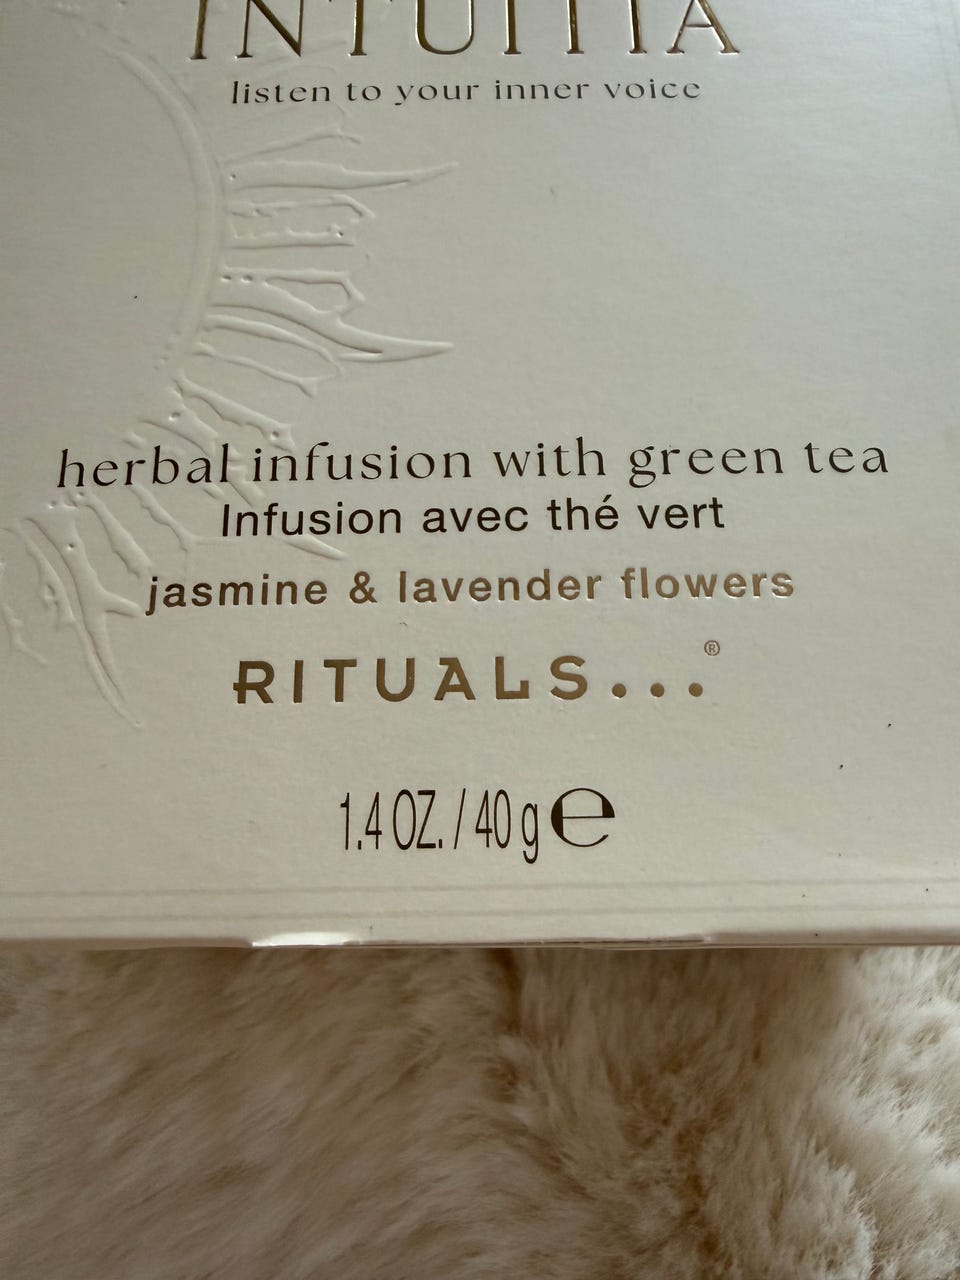 INTUITIA
listen to your inner voice
herbal infusion with green tea
Infusion avec thé vert
jasmine & lavender flowers
RITUALS...®
1.4 OZ. / 40 g e